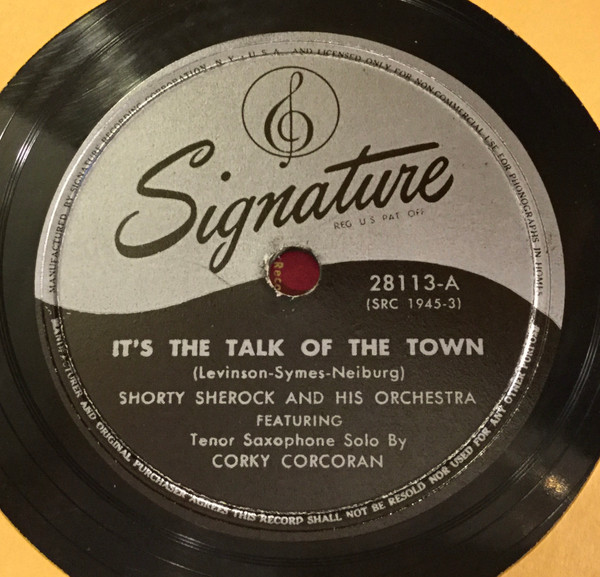 MANUFACTURED BY SIGNATURE RECORDING CORPORATION, N.Y., U.S.A., AND LICENSED ONLY FOR NON-COMMERCIAL USE FOR PHONOGRAPHS IN HOMES
Signature
REG U S PAT OFF
Reco
28113-A
(SRC 1945-3)
IT'S THE TALK OF THE TOWN
(Levinson-Symes-Neiburg)
SHORTY SHEROCK AND HIS ORCHESTRA
FEATURING
Tenor Saxophone Solo By
CORKY CORCORAN
MANUFACTURER AND ORIGINAL PURCHASER AGREES THIS RECORD SHALL NOT BE RESOLD NOR USED FOR ANY OTHER PURPOSE